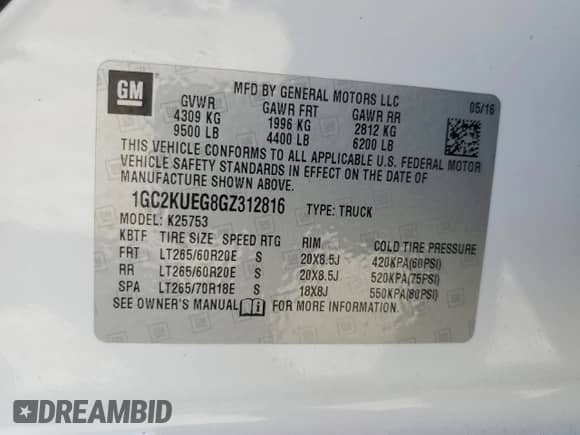 GM
MFD BY GENERAL MOTORS LLC
05/16
GVWR GAWR FRT GAWR RR
4309 KG 1996 KG 2812 KG
9500 LB 4400 LB 6200 LB
THIS VEHICLE CONFORMS TO ALL APPLICABLE U.S. FEDERAL MOTOR
VEHICLE SAFETY STANDARDS IN EFFECT ON THE DATE OF
MANUFACTURE SHOWN ABOVE.
1GC2KUEG8GZ312816 TYPE: TRUCK
MODEL: K25753
KBTF TIRE SIZE SPEED RTG RIM COLD TIRE PRESSURE
FRT LT265/60R20E S 20X8.5J 420KPA(60PSI)
RR LT265/60R20E S 20X8.5J 520KPA(75PSI)
SPA LT265/70R18E S 18X8J 550KPA(80PSI)
SEE OWNER'S MANUAL FOR MORE INFORMATION.
DREAMBID